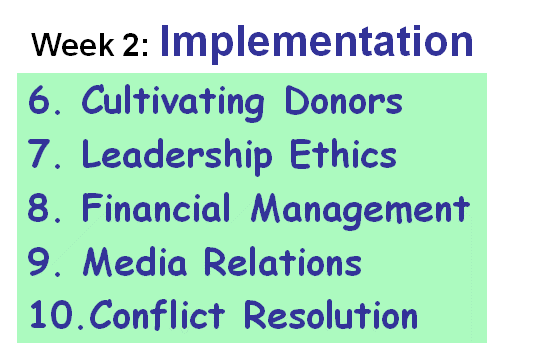 Week 2: Implementation
6. Cultivating Donors
7. Leadership Ethics
8. Financial Management
9. Media Relations
10.Conflict Resolution